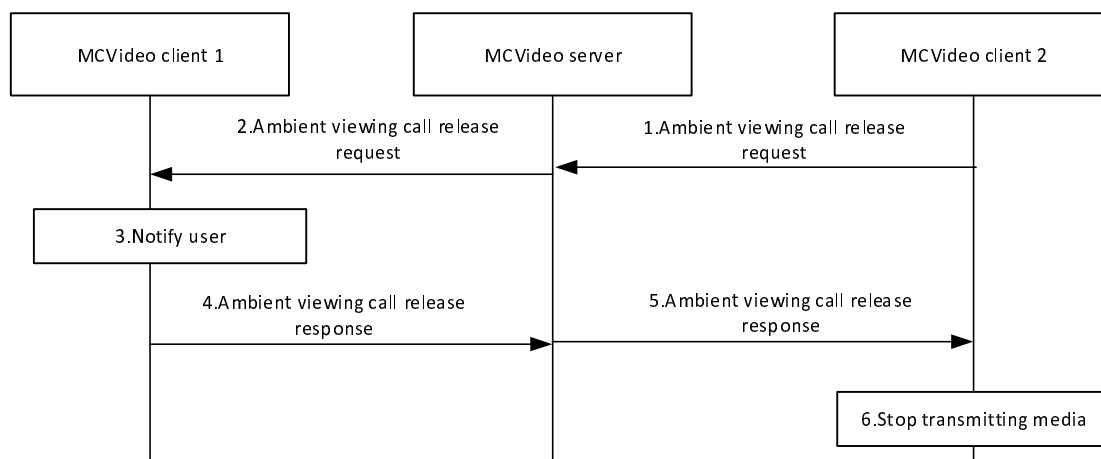 MCVideo client 1
MCVideo server
MCVideo client 2
2.Ambient viewing call release
request
1.Ambient viewing call release
request
3.Notify user
4.Ambient viewing call release
response
5.Ambient viewing call release
response
6.Stop transmitting media